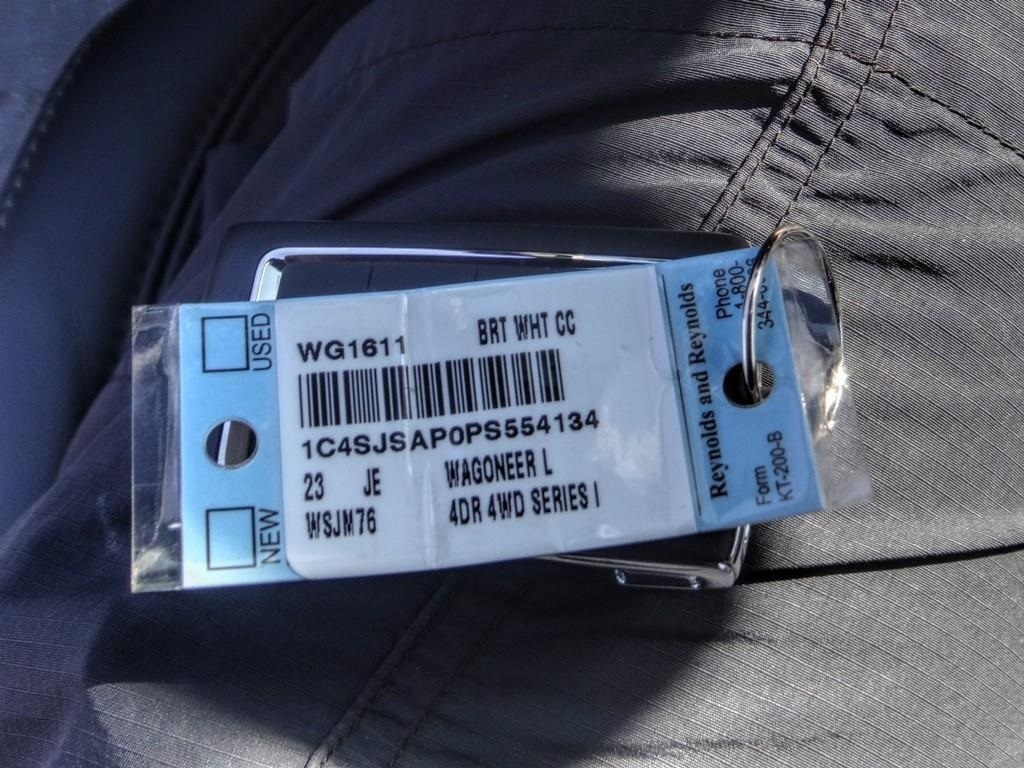 USED
NEW
WG1611 BRT WHT CC
1C4SJSAP0PS554134
23 JE WAGONEER L
WSJM76 4DR 4WD SERIES I
Reynolds and Reynolds
Phone
1-800-
Form
KT-200-B